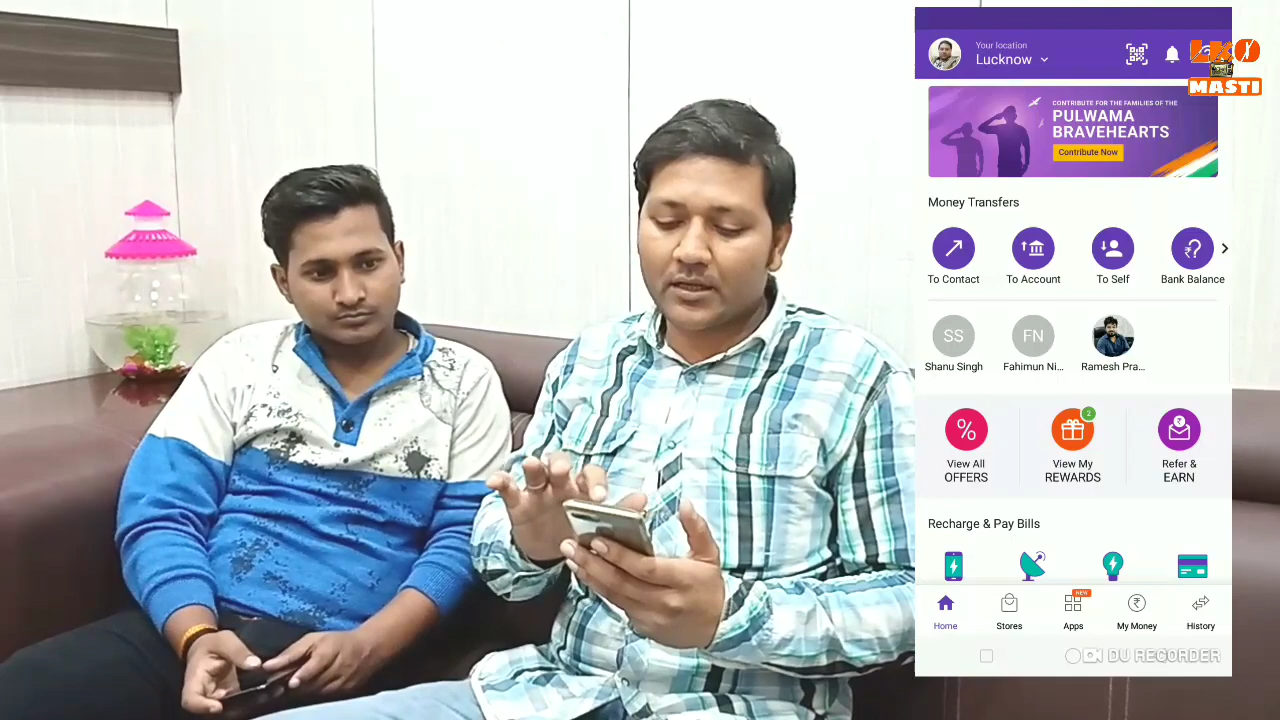 Your location
Lucknow
LKO
MASTI
CONTRIBUTE FOR THE FAMILIES OF THE
PULWAMA
BRAVEHEARTS
Contribute Now
Money Transfers
To Contact
To Account
To Self
Bank Balance
₹?
SS
FN
Shanu Singh
Fahimun Ni...
Ramesh Pra...
%
2
View All
OFFERS
View My
REWARDS
Refer &
EARN
Recharge & Pay Bills
NEW
Home
Stores
Apps
My Money
History
DU RECORDER